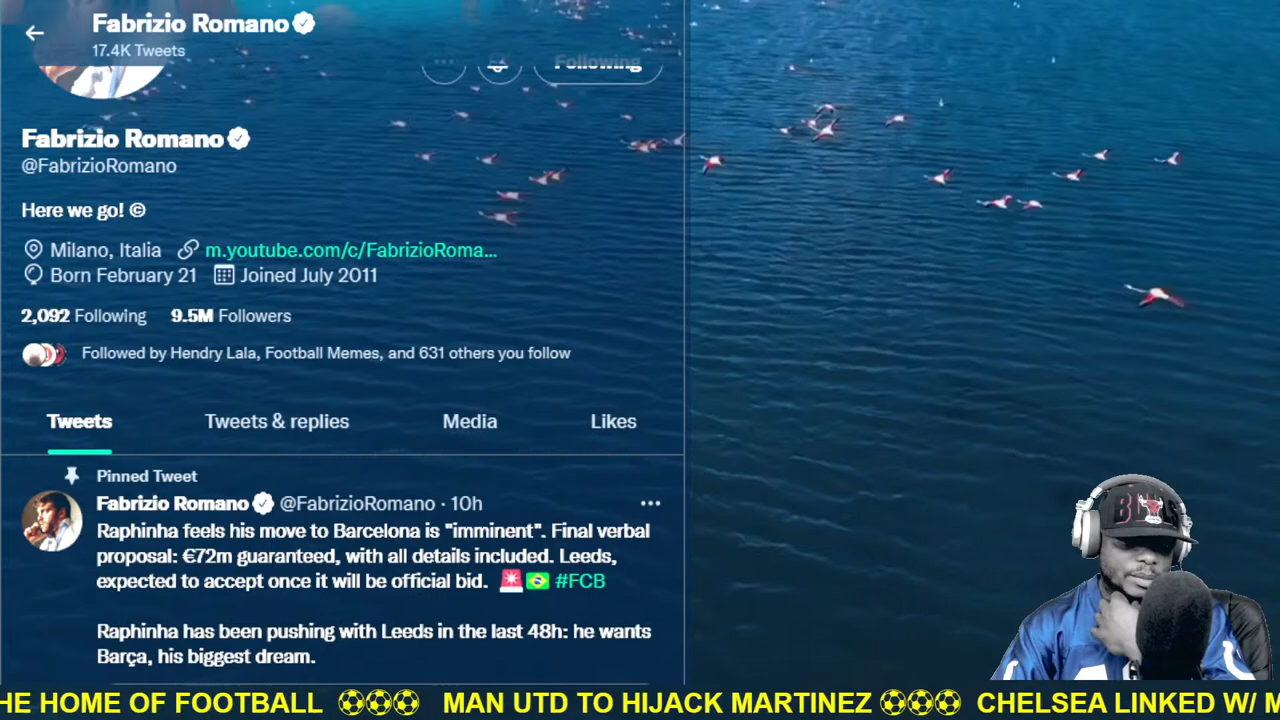 Fabrizio Romano
17.4K Tweets
Following
Fabrizio Romano
@FabrizioRomano
Here we go! ©
Milano, Italia m.youtube.com/c/FabrizioRoma...
Born February 21 Joined July 2011
2,092 Following 9.5M Followers
Followed by Hendry Lala, Football Memes, and 631 others you follow
Tweets Tweets & replies Media Likes
Pinned Tweet
Fabrizio Romano @FabrizioRomano · 10h
Raphinha feels his move to Barcelona is "imminent". Final verbal
proposal: €72m guaranteed, with all details included. Leeds,
expected to accept once it will be official bid. 🚨🇧🇷 #FCB
Raphinha has been pushing with Leeds in the last 48h: he wants
Barça, his biggest dream.
HE HOME OF FOOTBALL ⚽⚽⚽ MAN UTD TO HIJACK MARTINEZ ⚽⚽⚽ CHELSEA LINKED W/ M